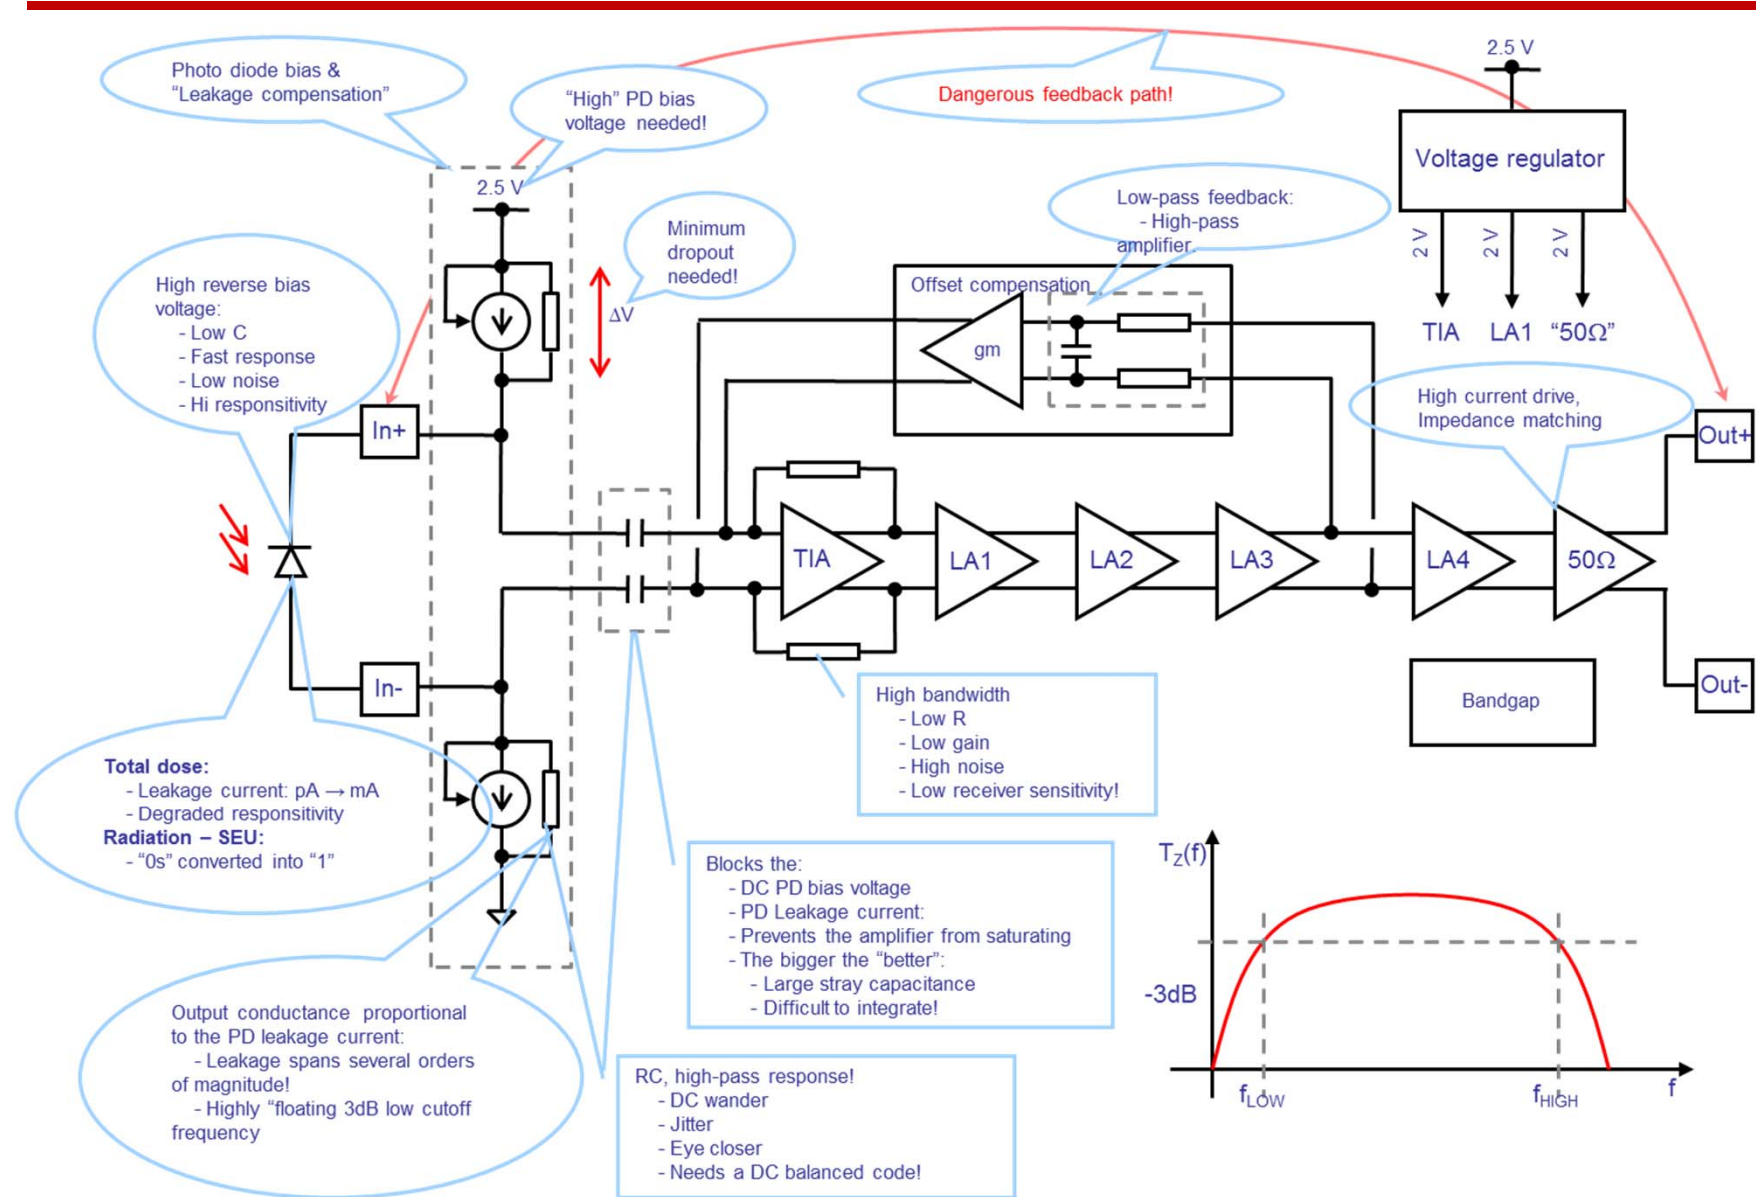 Photo diode bias &
“Leakage compensation”
“High” PD bias
voltage needed!
Dangerous feedback path!
2.5 V
Voltage regulator
2 V
2 V
2 V
TIA
LA1
“50Ω”
2.5 V
Minimum
dropout
needed!
ΔV
Low-pass feedback:
- High-pass
amplifier.
Offset compensation
gm
High reverse bias
voltage:
- Low C
- Fast response
- Low noise
- Hi responsitivity
In+
High current drive,
Impedance matching
Out+
TIA
LA1
LA2
LA3
LA4
50Ω
In-
Out-
Bandgap
High bandwidth
- Low R
- Low gain
- High noise
- Low receiver sensitivity!
Total dose:
- Leakage current: pA → mA
- Degraded responsitivity
Radiation – SEU:
- “0s” converted into “1”
Blocks the:
- DC PD bias voltage
- PD Leakage current:
- Prevents the amplifier from saturating
- The bigger the “better”:
- Large stray capacitance
- Difficult to integrate!
Output conductance proportional
to the PD leakage current:
- Leakage spans several orders
of magnitude!
- Highly “floating 3dB low cutoff
frequency
RC, high-pass response!
- DC wander
- Jitter
- Eye closer
- Needs a DC balanced code!
TZ(f)
-3dB
fLOW
fHIGH
f